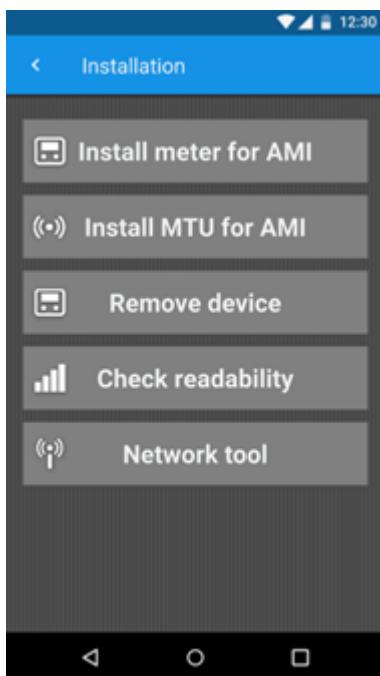 12:30
Installation
Install meter for AMI
Install MTU for AMI
Remove device
Check readability
Network tool